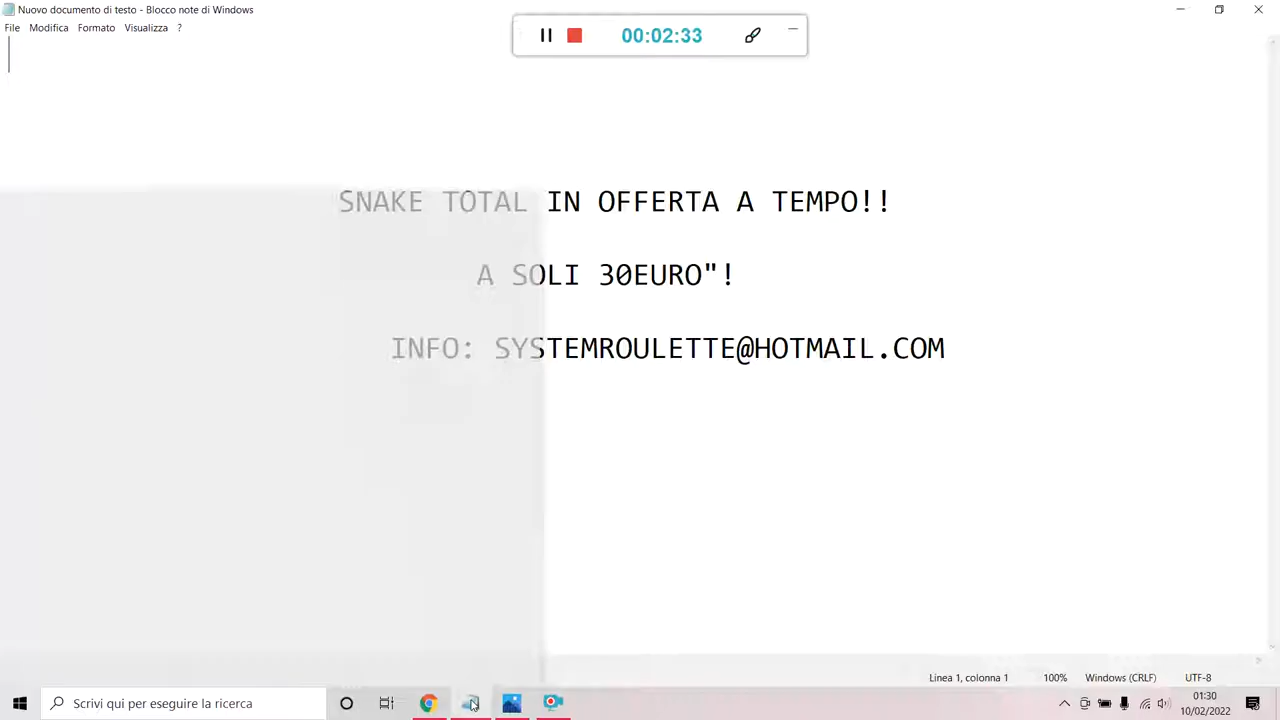 Nuovo documento di testo - Blocco note di Windows
File Modifica Formato Visualizza ?
00:02:33
SNAKE TOTAL IN OFFERTA A TEMPO!!
A SOLI 30EURO"!
INFO: SYSTEMROULETTE@HOTMAIL.COM
Linea 1, colonna 1 100% Windows (CRLF) UTF-8
Scrivi qui per eseguire la ricerca
01:30
10/02/2022